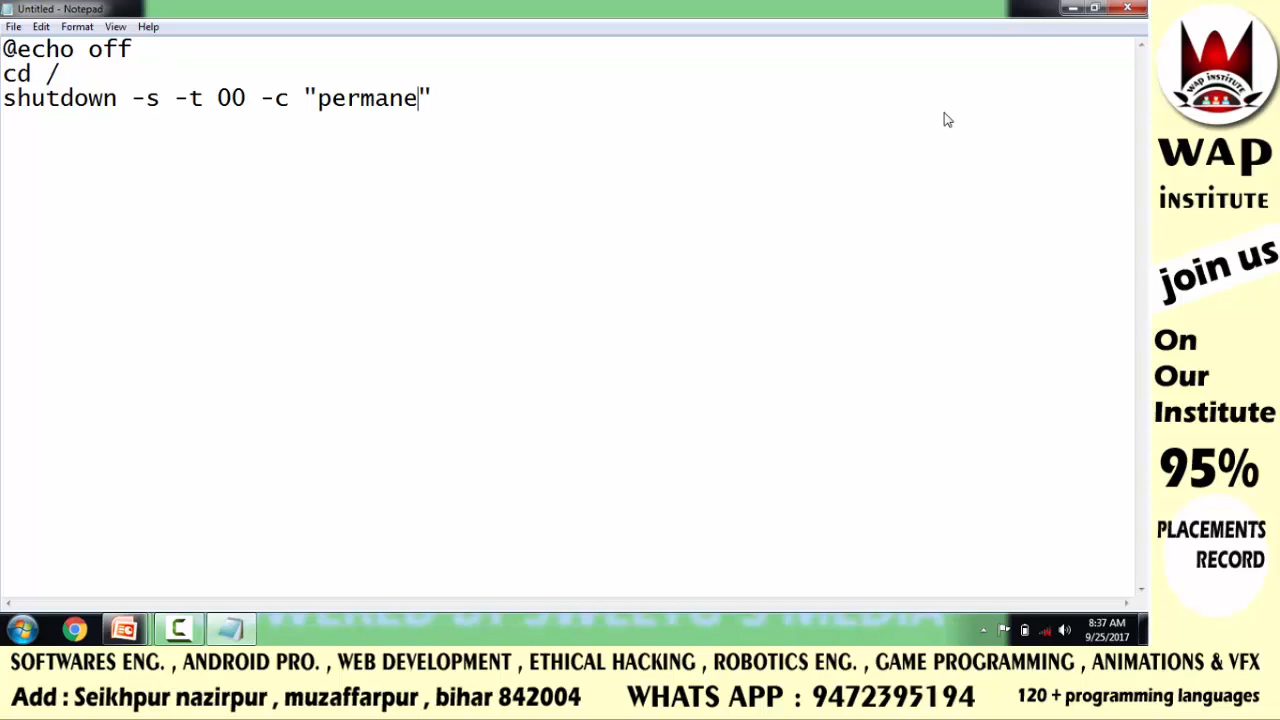 Untitled - Notepad
File Edit Format View Help
@echo off
cd /
shutdown -s -t 00 -c "permane"
WAP INSTITUTE
WAP
INSTITUTE
join us
On
Our
Institute
95%
PLACEMENTS
RECORD
8:37 AM
9/25/2017
SOFTWARES ENG. , ANDROID PRO. , WEB DEVELOPMENT , ETHICAL HACKING , ROBOTICS ENG. , GAME PROGRAMMING , ANIMATIONS & VFX
Add : Seikhpur nazirpur , muzaffarpur , bihar 842004 WHATS APP : 9472395194 120 + programming languages